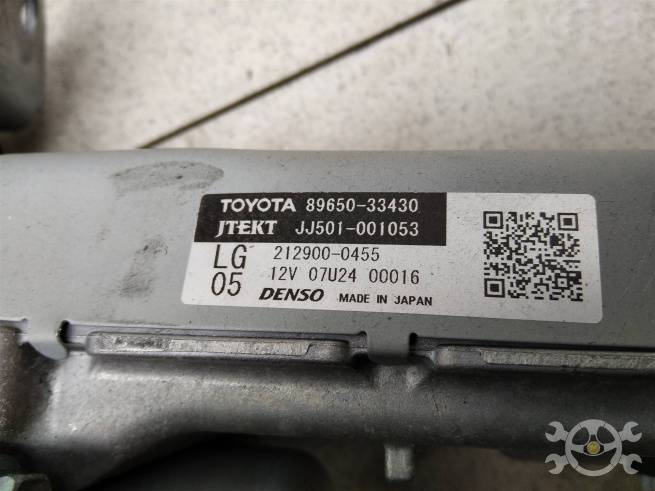 TOYOTA 89650-33430
JTEKT JJ501-001053
LG 212900-0455
05 12V 07U24 00016
DENSO MADE IN JAPAN